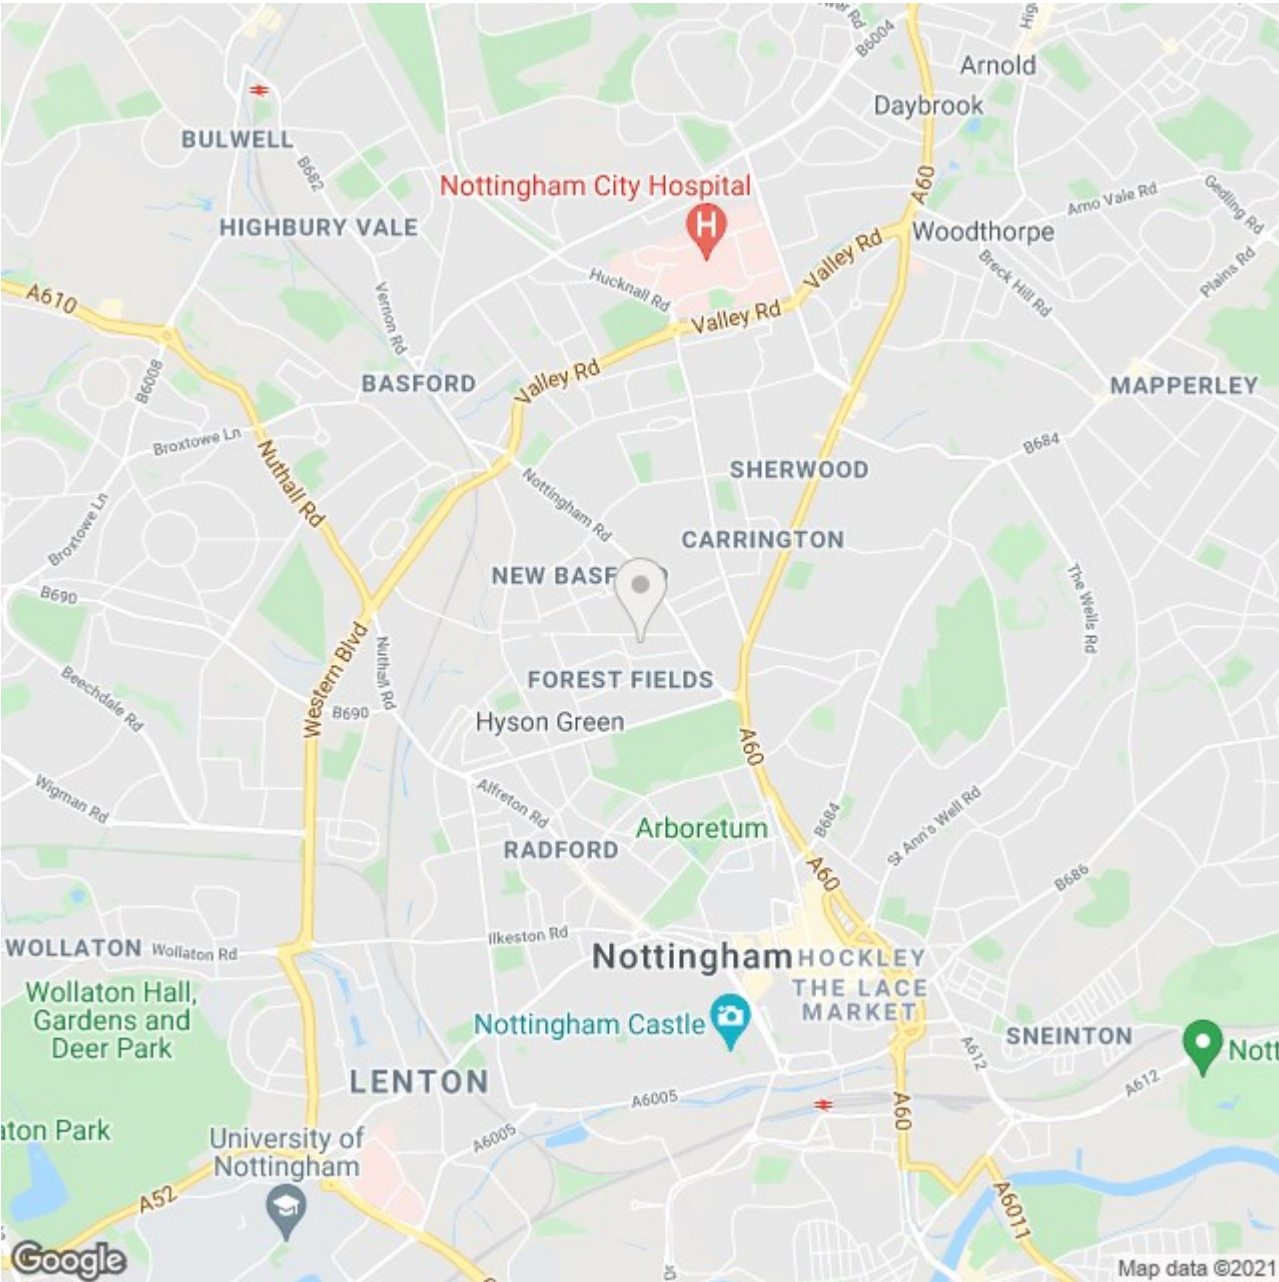 B6004
Arnold
Daybrook
BULWELL
B682
Nottingham City Hospital
H
A60
Arno Vale Rd
Gedling Rd
HIGHBURY VALE
Woodthorpe
Valley Rd
Breck Hill Rd
Plains Rd
Hucknall Rd
A610
Vernon Rd
Valley Rd
B6008
BASFORD
Valley Rd
MAPPERLEY
Broxtowe Ln
B684
Nuthall Rd
SHERWOOD
Nottingham Rd
Broxtowe Ln
CARRINGTON
NEW BASF
The Wells Rd
B690
Western Blvd
Nuthall Rd
FOREST FIELDS
Beechdale Rd
B690
Hyson Green
A60
Wigman Rd
Alfreton Rd
B684
St Ann's Well Rd
Arboretum
RADFORD
A60
B686
WOLLATON
Wollaton Rd
Ilkeston Rd
Nottingham
HOCKLEY
THE LACE
MARKET
Wollaton Hall,
Gardens and
Deer Park
Nottingham Castle
SNEINTON
A612
Nott
LENTON
A612
A6005
A60
aton Park
University of
Nottingham
A6005
A52
A6011
Google
Map data ©2021